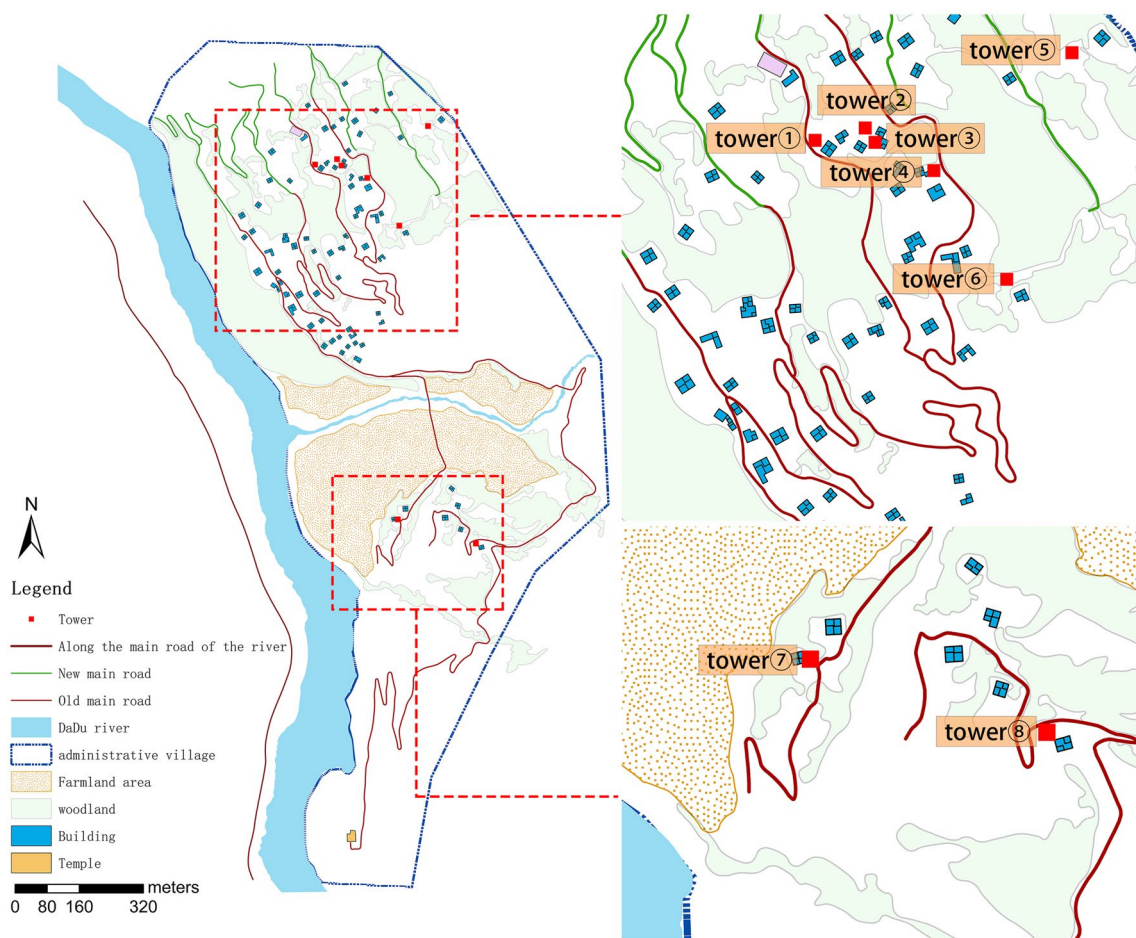 N
Legend
Tower
Along the main road of the river
New main road
Old main road
DaDu river
administrative village
Farmland area
woodland
Building
Temple
meters
0 80 160 320
tower⑤
tower②
tower① tower③
tower④
tower⑥
tower⑦
tower⑧